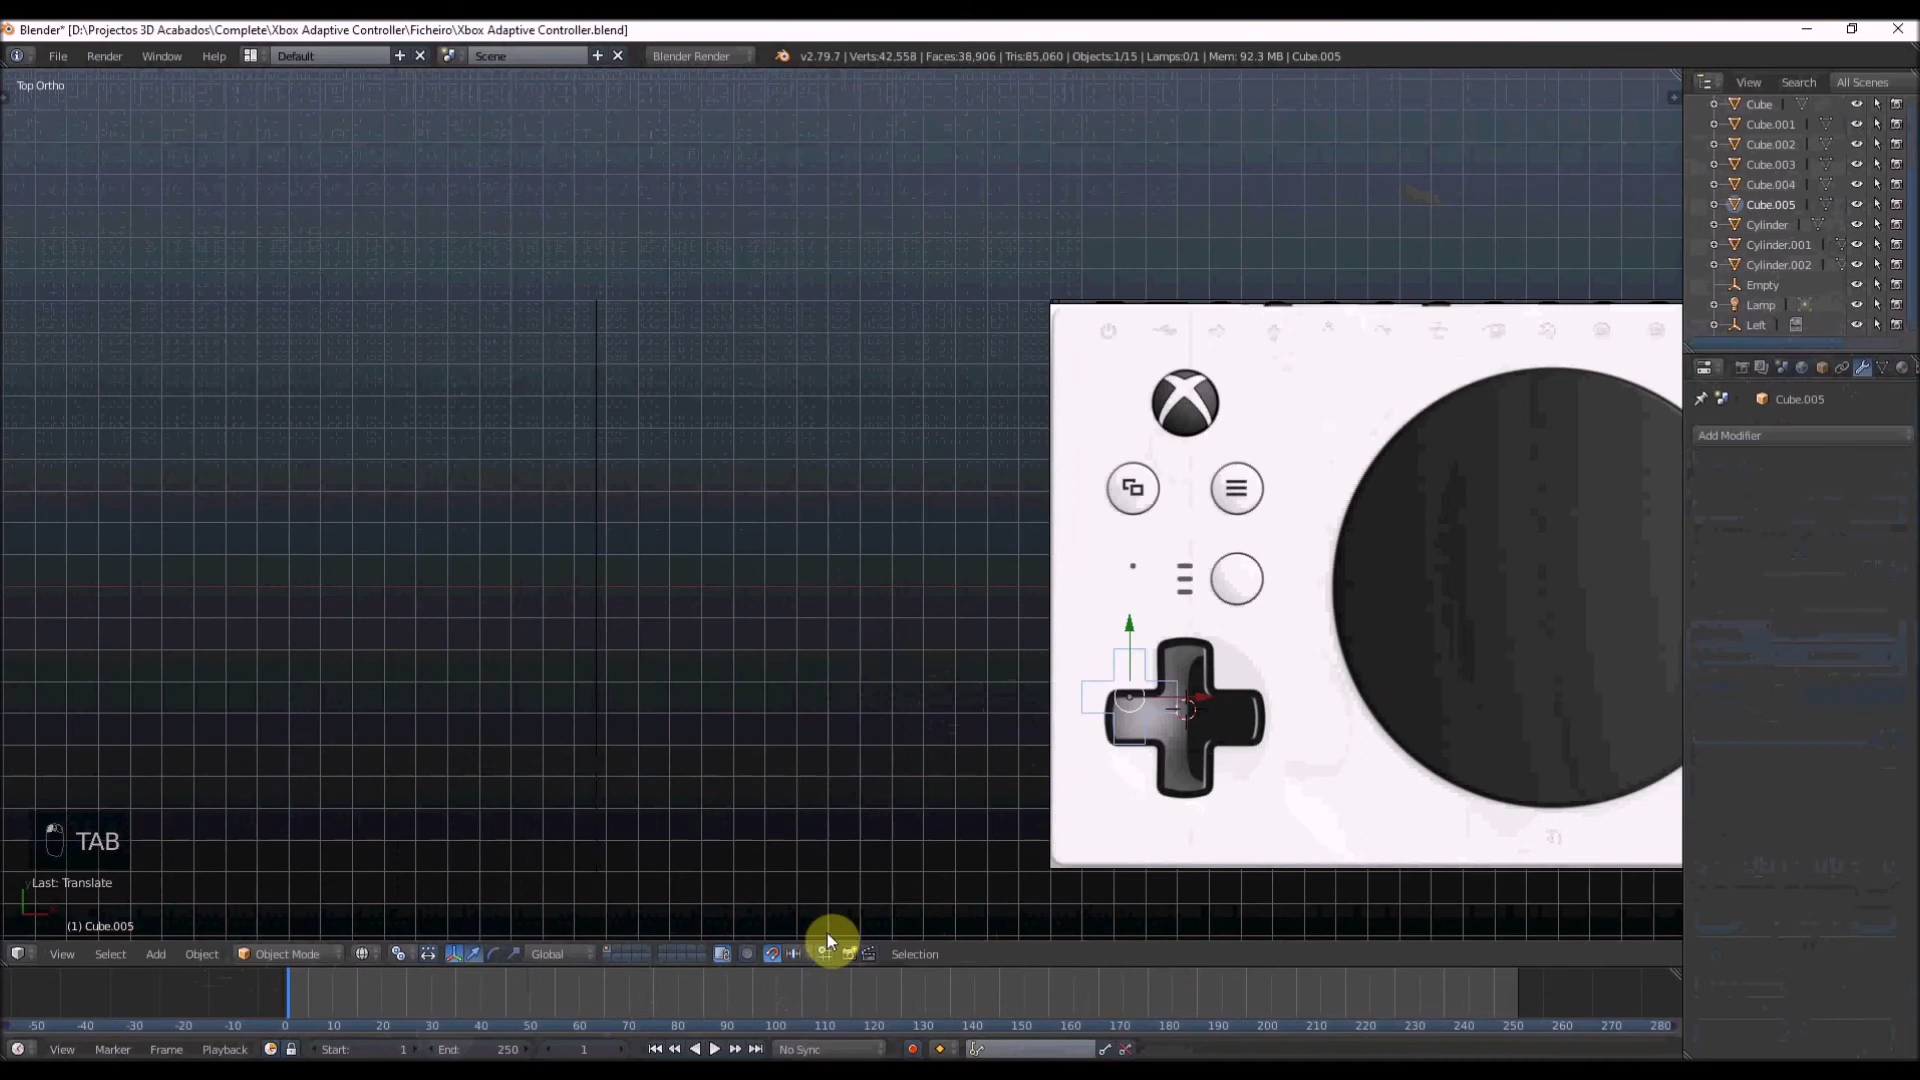 Blender* [D:\Projectos 3D Acabados\Complete\Xbox Adaptive Controller\Ficheiro\Xbox Adaptive Controller.blend]
File Render Window Help Default Scene Blender Render v2.79.7 | Verts:42,558 | Faces:38,906 | Tris:85,060 | Objects:1/15 | Lamps:0/1 | Mem: 92.3 MB | Cube.005
Top Ortho
View Search All Scenes
Cube
Cube.001
Cube.002
Cube.003
Cube.004
Cube.005
Cylinder
Cylinder.001
Cylinder.002
Empty
Lamp
Left
Cube.005
Add Modifier
TAB
Last: Translate
(1) Cube.005
View Select Add Object Object Mode Global Selection
-50 -40 -30 -20 -10 0 10 20 30 40 50 60 70 80 90 100 110 120 130 140 150 160 170 180 190 200 210 220 230 240 250 260 270 280
View Marker Frame Playback Start: 1 End: 250 1 No Sync